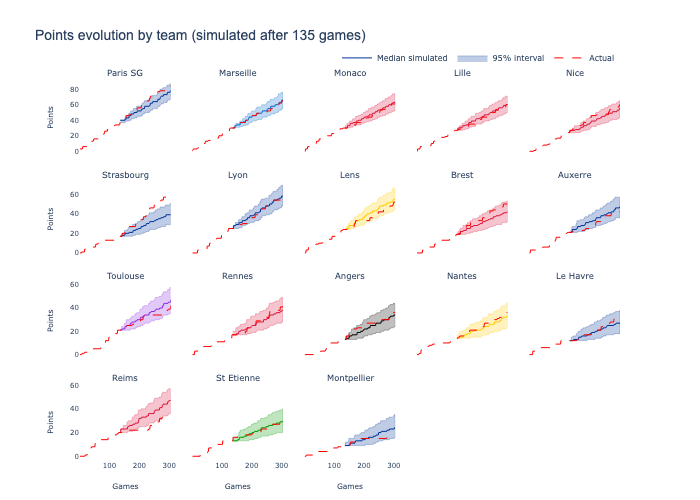 Points evolution by team (simulated after 135 games)
Median simulated 95% interval Actual
Paris SG Marseille Monaco Lille Nice
80
60
40
20
0
Points
Strasbourg Lyon Lens Brest Auxerre
60
40
20
0
Points
Toulouse Rennes Angers Nantes Le Havre
60
40
20
0
Points
Reims St Etienne Montpellier
60
40
20
0
Points
100 200 300 100 200 300 100 200 300
Games Games Games